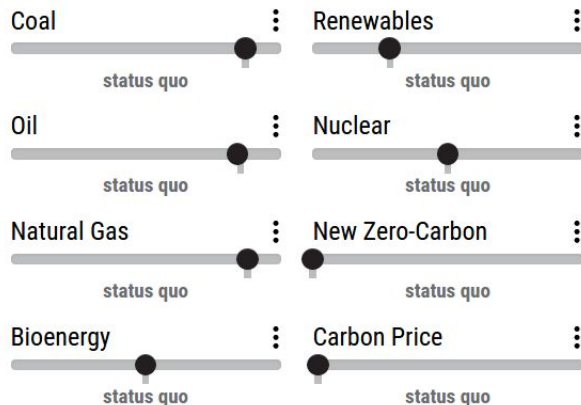 Coal
Renewables
status quo
status quo
Oil
Nuclear
status quo
status quo
Natural Gas
New Zero-Carbon
status quo
status quo
Bioenergy
Carbon Price
status quo
status quo